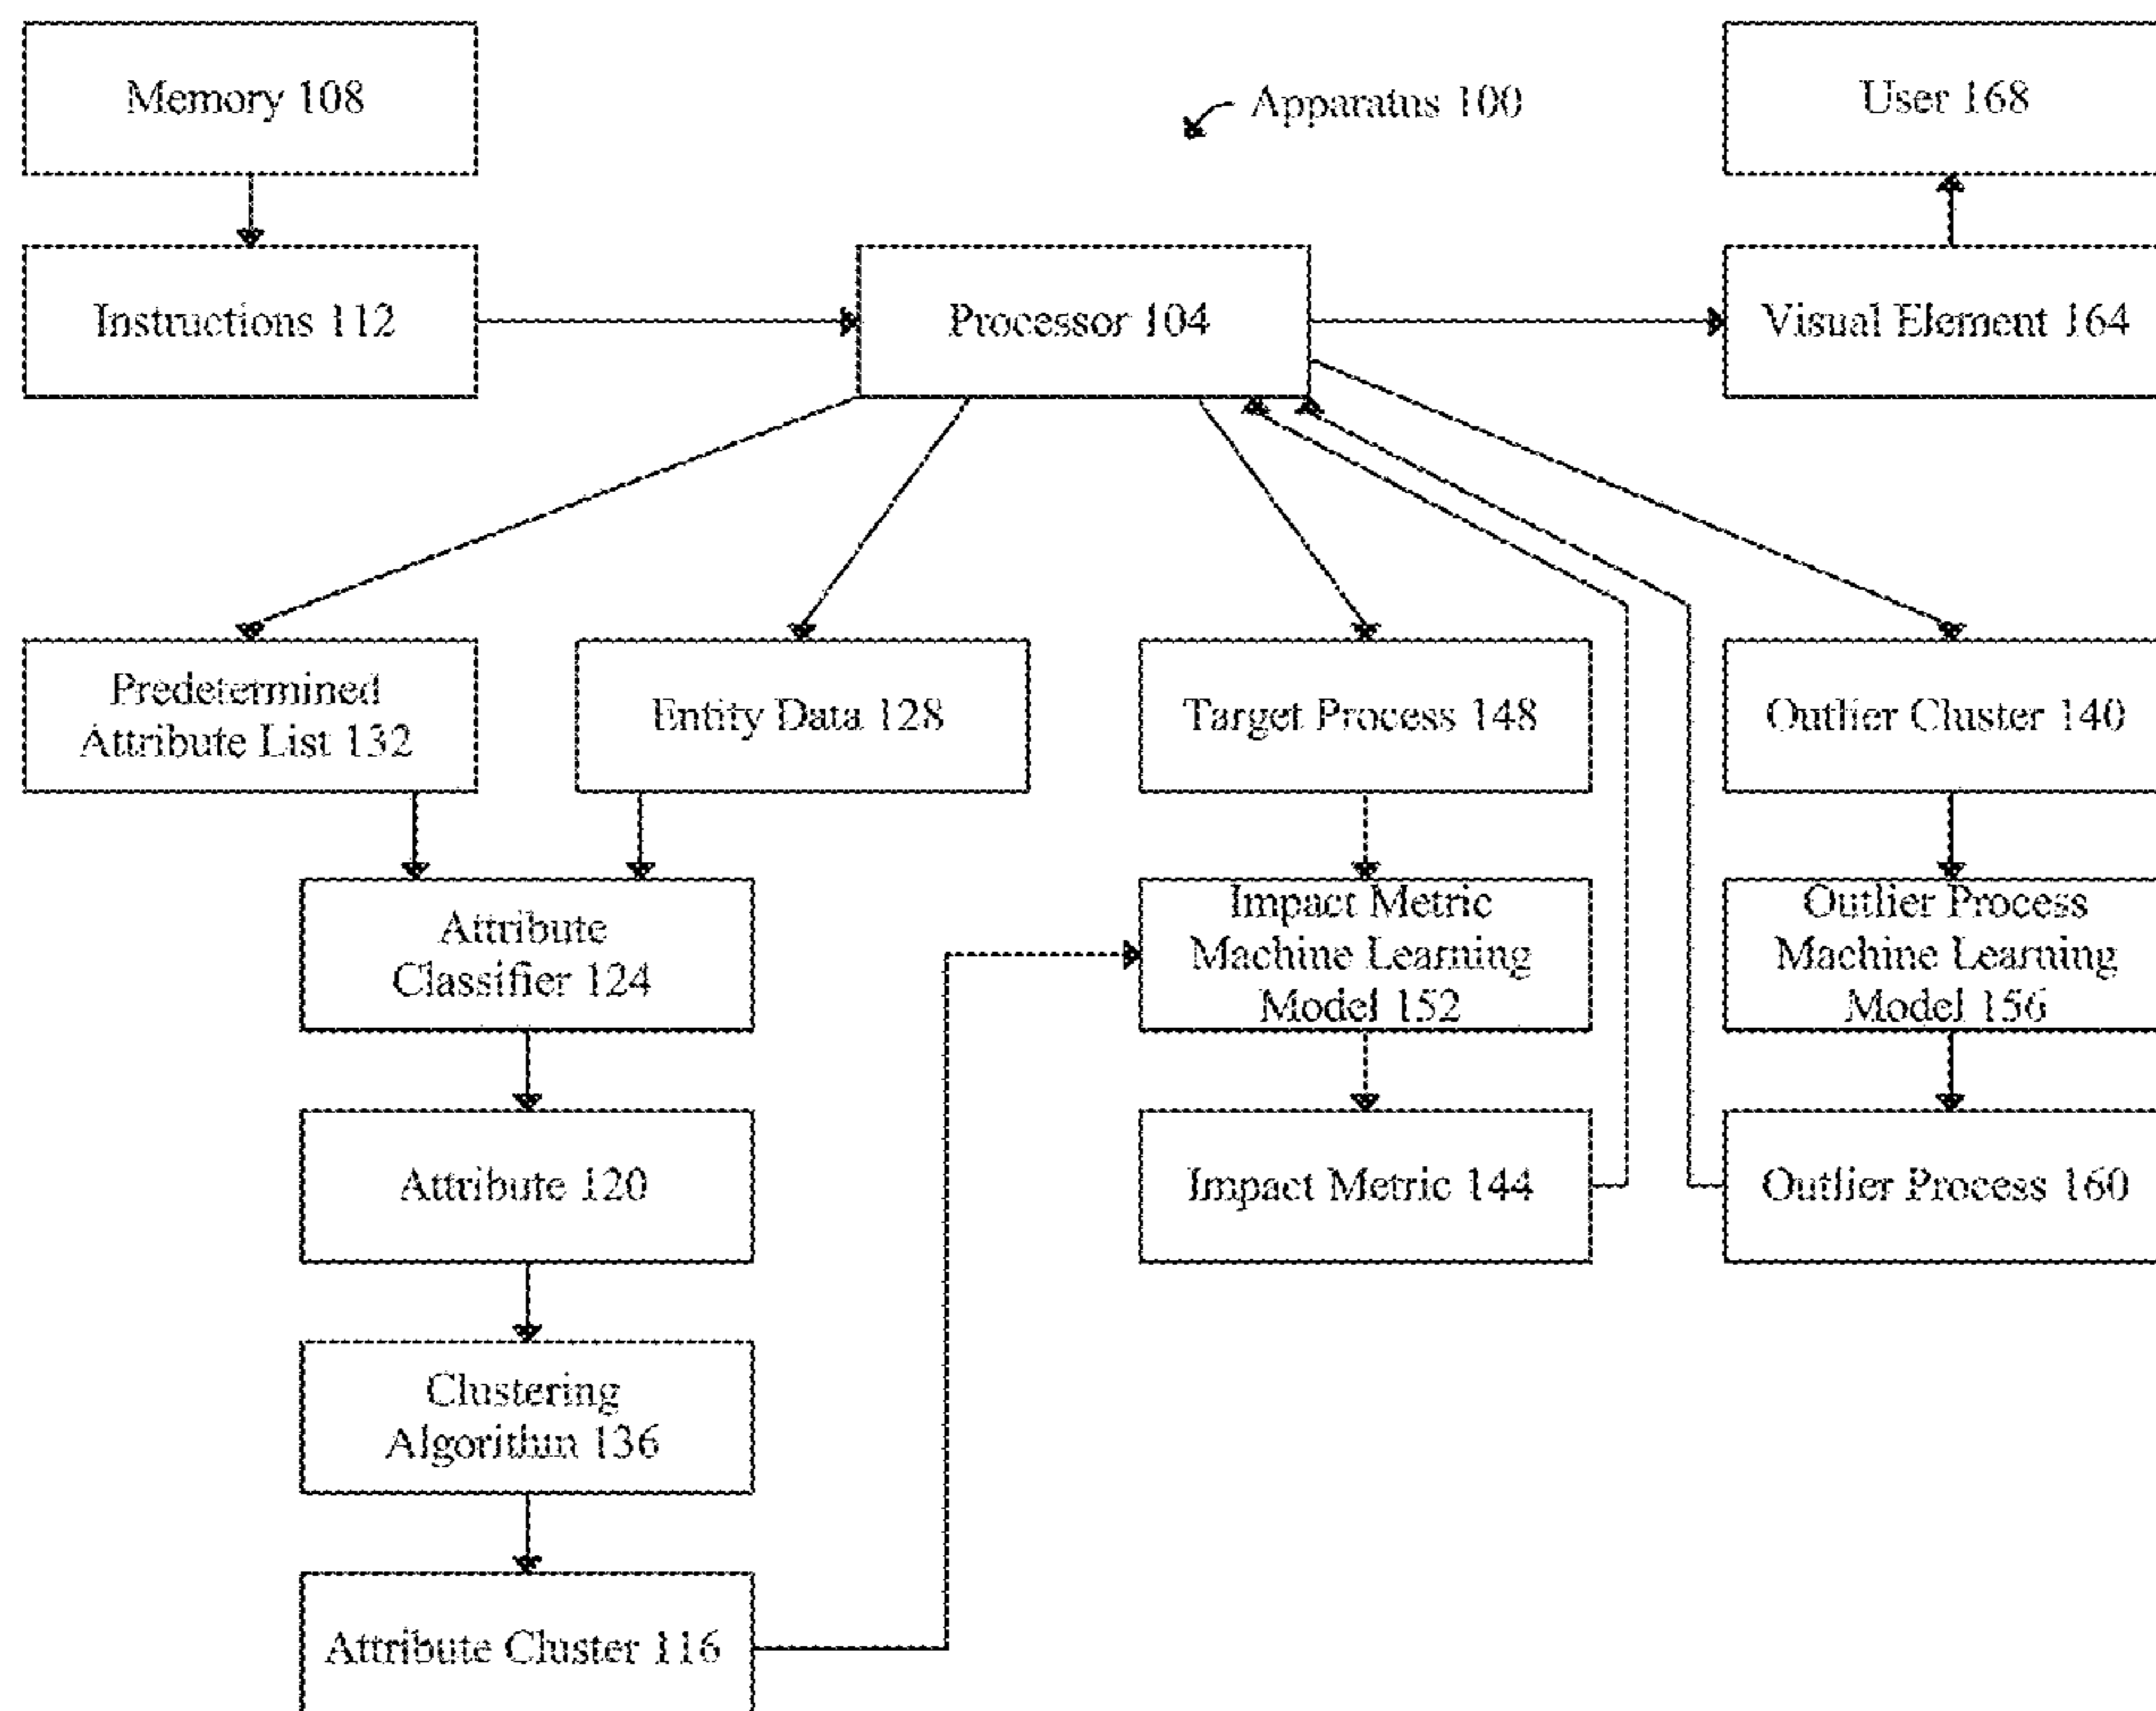 Memory 108
Apparatus 100
User 168
Instructions 112
Processor 104
Visual Element 164
Predetermined
Attribute List 132
Entity Data 128
Target Process 148
Outlier Cluster 140
Attribute
Classifier 124
Impact Metric
Machine Learning
Model 152
Outlier Process
Machine Learning
Model 156
Attribute 120
Impact Metric 144
Outlier Process 160
Clustering
Algorithm 136
Attribute Cluster 116